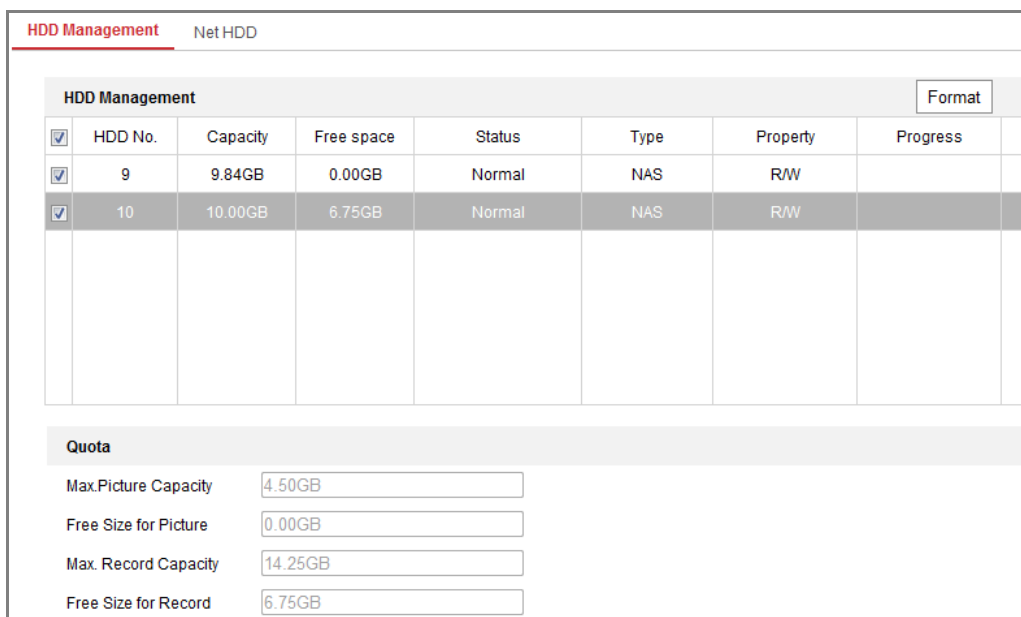 HDD Management Net HDD
HDD Management Format
HDD No. Capacity Free space Status Type Property Progress
9 9.84GB 0.00GB Normal NAS R/W
10 10.00GB 6.75GB Normal NAS R/W
Quota
Max.Picture Capacity 4.50GB
Free Size for Picture 0.00GB
Max. Record Capacity 14.25GB
Free Size for Record 6.75GB